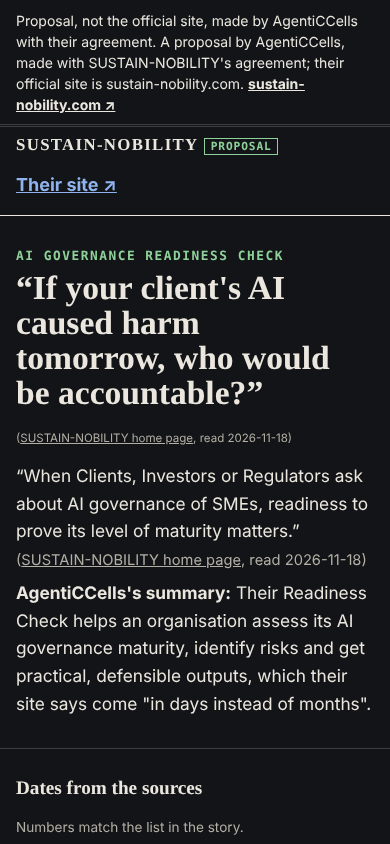 Proposal, not the official site, made by AgentiCCells
with their agreement. A proposal by AgentiCCells,
made with SUSTAIN-NOBILITY's agreement; their
official site is sustain-nobility.com. sustain-
nobility.com ↗
SUSTAIN-NOBILITY PROPOSAL
Their site ↗
AI GOVERNANCE READINESS CHECK
“If your client's AI
caused harm
tomorrow, who would
be accountable?”
(SUSTAIN-NOBILITY home page, read 2026-11-18)
“When Clients, Investors or Regulators ask
about AI governance of SMEs, readiness to
prove its level of maturity matters.”
(SUSTAIN-NOBILITY home page, read 2026-11-18)
AgentiCCells's summary: Their Readiness
Check helps an organisation assess its AI
governance maturity, identify risks and get
practical, defensible outputs, which their
site says come "in days instead of months".
Dates from the sources
Numbers match the list in the story.